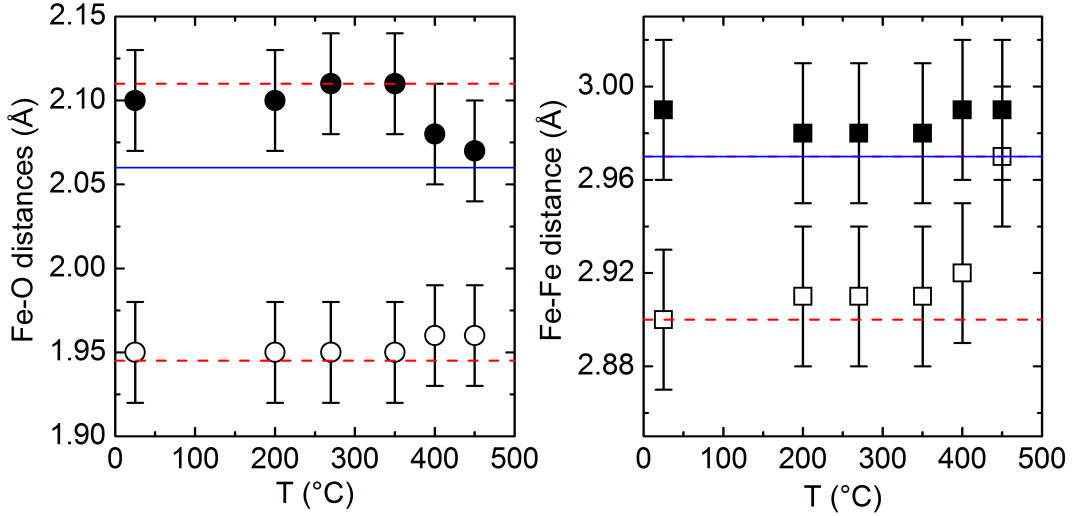 Fe-O distances (Å)
2.15
2.10
2.05
2.00
1.95
1.90
0 100 200 300 400 500
T (°C)
Fe-Fe distance (Å)
3.00
2.96
2.92
2.88
0 100 200 300 400 500
T (°C)